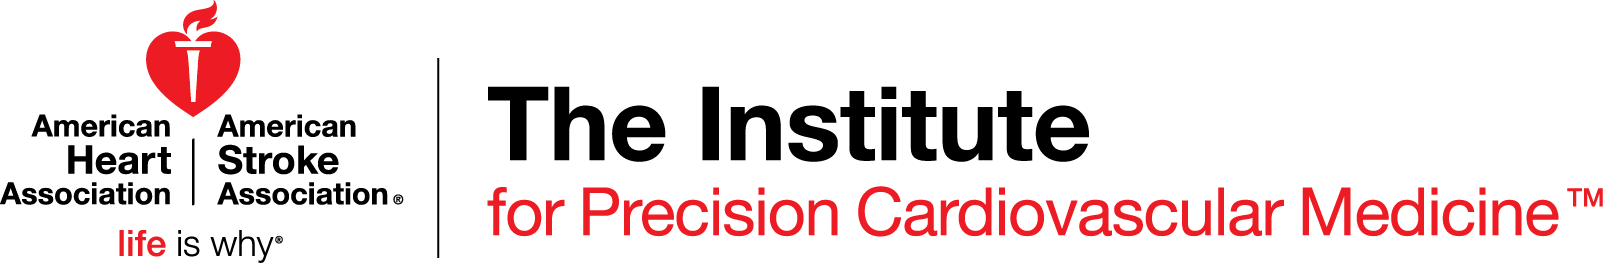 American Heart Association
American Stroke Association®
life is why®
The Institute
for Precision Cardiovascular Medicine™